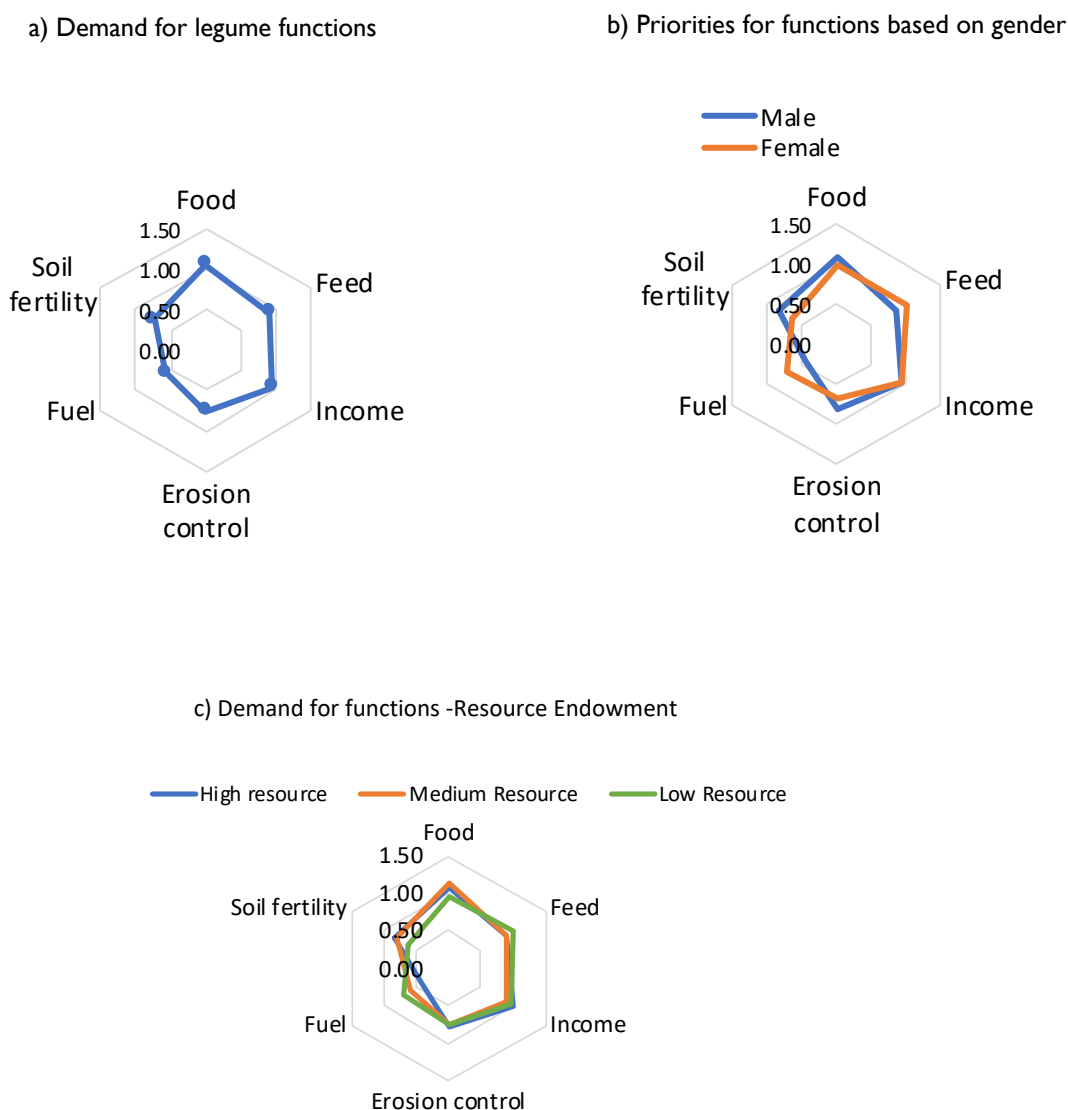 a) Demand for legume functions
b) Priorities for functions based on gender
Male
Female
Food
1.50
1.00
0.50
0.00
Soil
fertility
Feed
Fuel
Income
Erosion
control
Food
1.50
1.00
0.50
0.00
Soil
fertility
Feed
Fuel
Income
Erosion
control
c) Demand for functions -Resource Endowment
High resource
Medium Resource
Low Resource
Food
1.50
1.00
0.50
0.00
Soil fertility
Feed
Fuel
Income
Erosion control